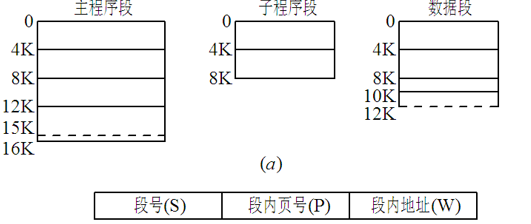 主程序段 子程序段 数据段
0 0 0
4K 4K 4K
8K 8K 8K
10K
12K 12K
15K
16K
(a)
段号(S) 段内页号(P) 段内地址(W)